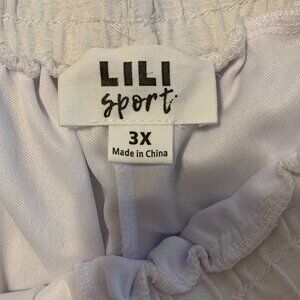 LILI
sport.
3X
Made in China